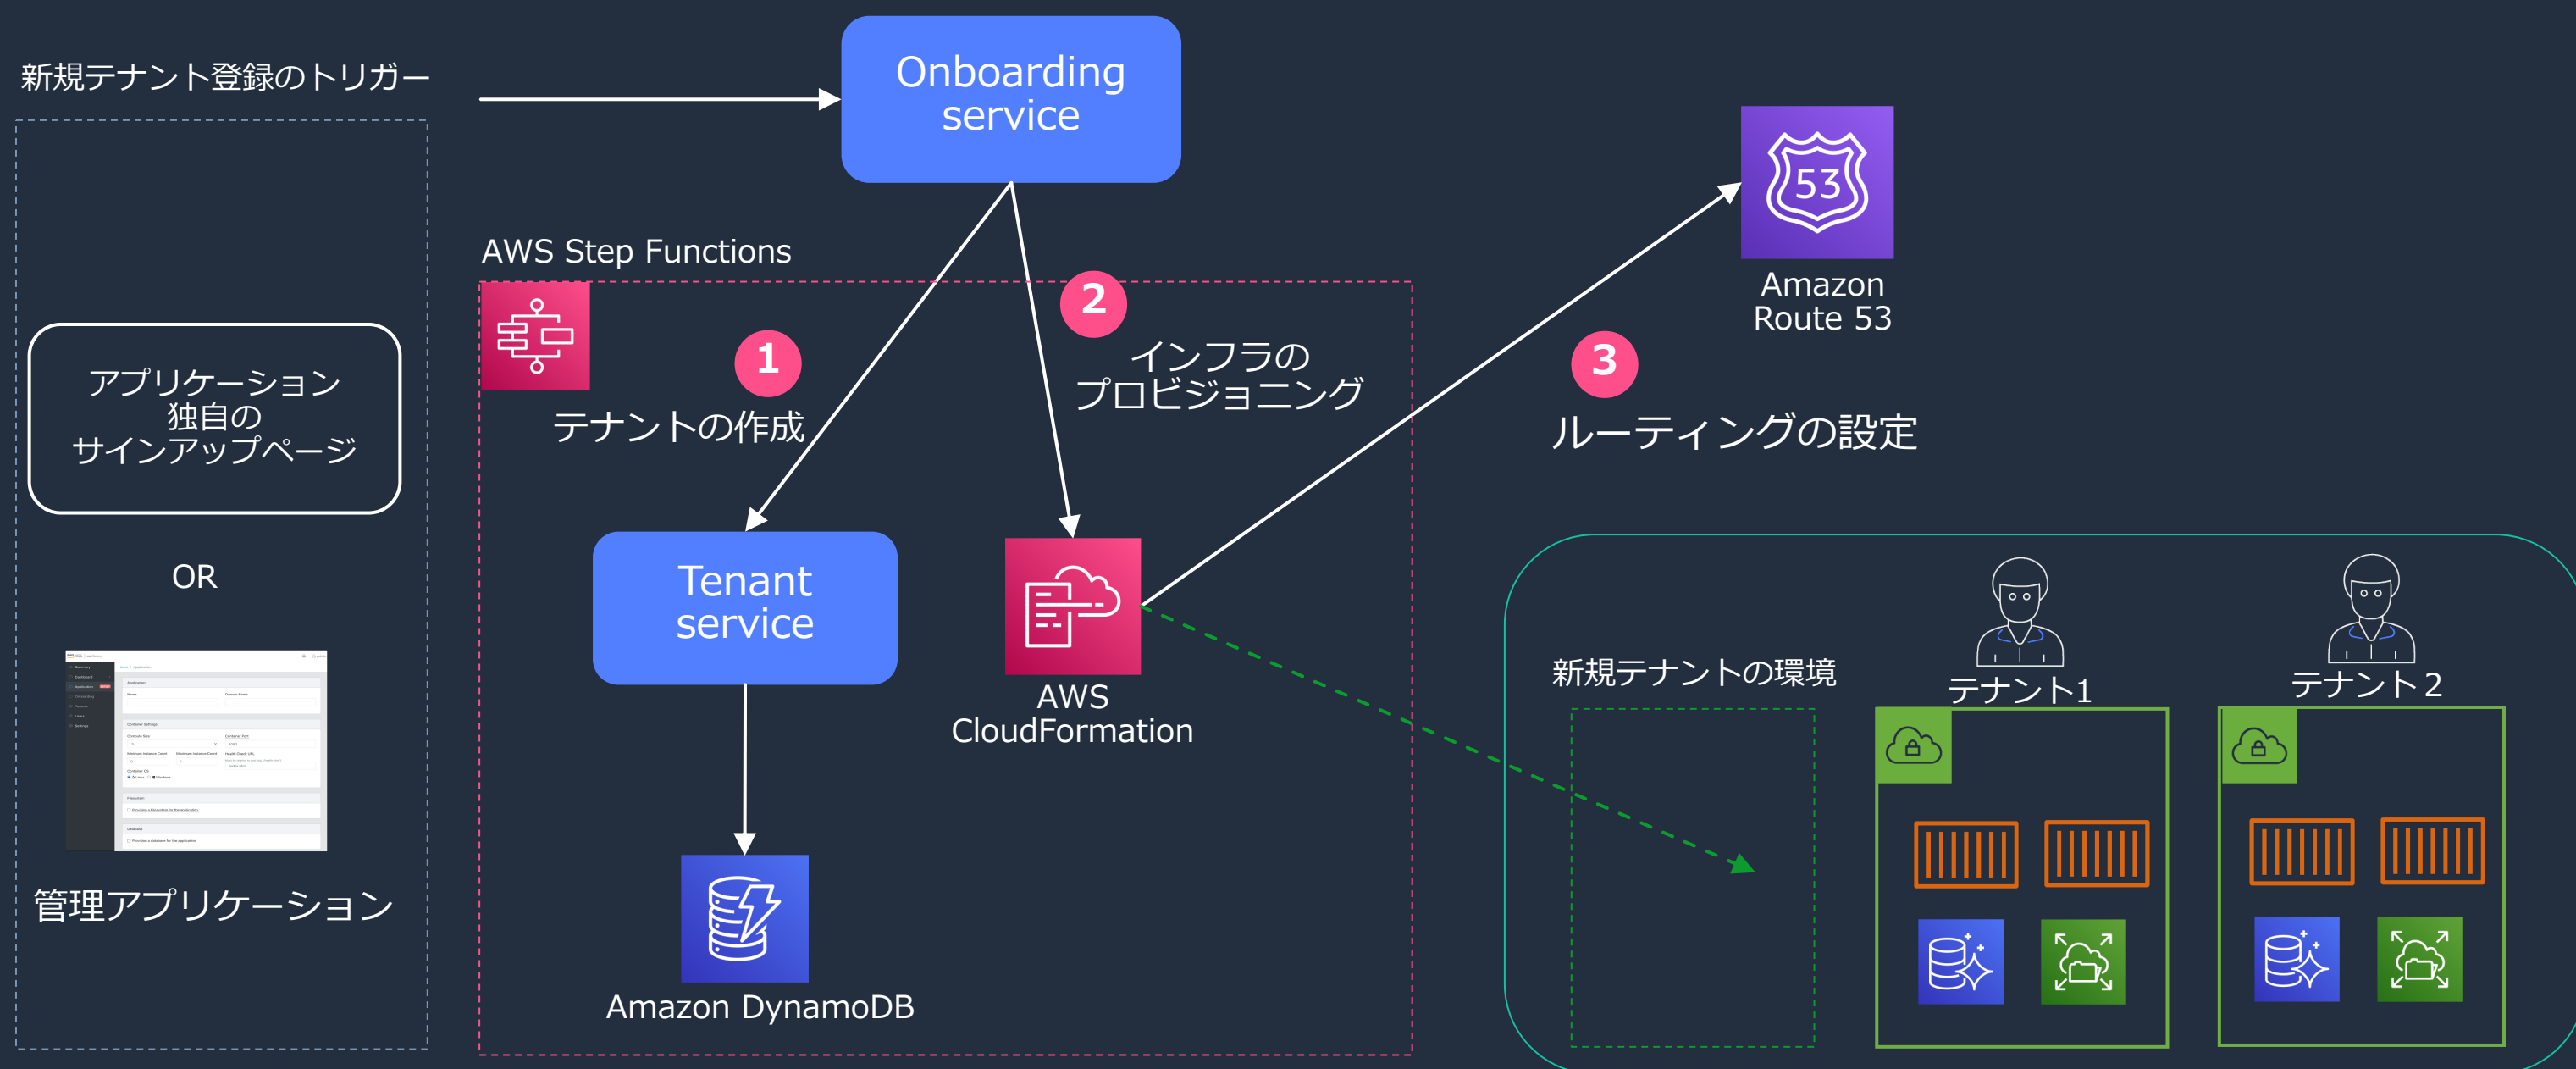 新規テナント登録のトリガー
アプリケーション
独自の
サインアップページ
OR
管理アプリケーション
Onboarding
service
AWS Step Functions
1
テナントの作成
2
インフラの
プロビジョニング
Tenant
service
Amazon DynamoDB
AWS
CloudFormation
53
Amazon
Route 53
3
ルーティングの設定
新規テナントの環境
テナント1
テナント2